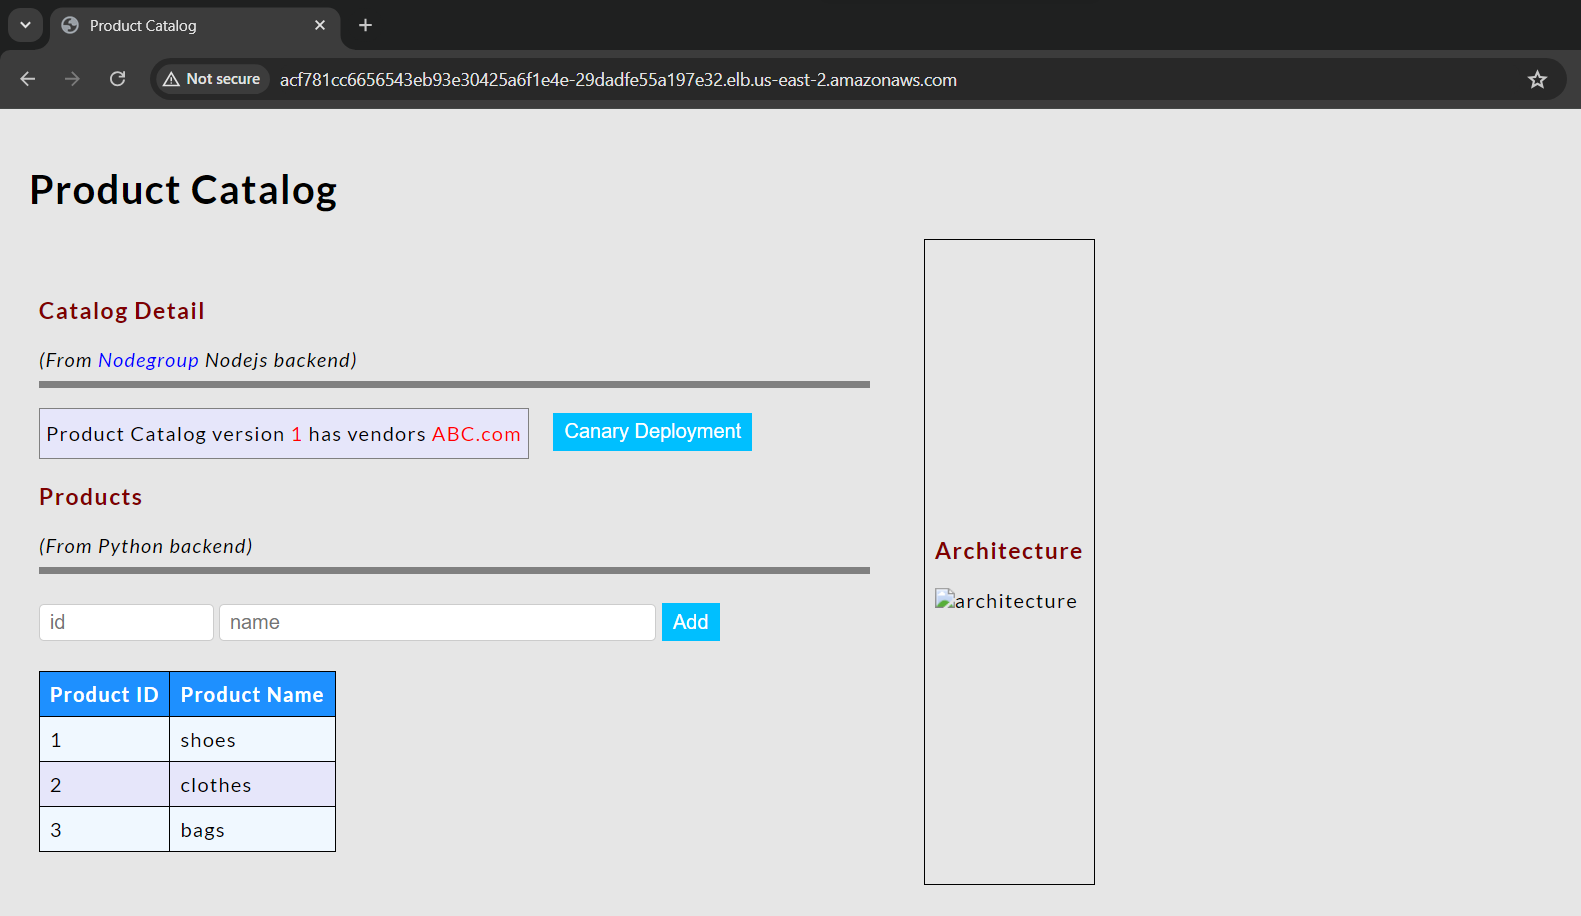 Product Catalog
Not secure
acf781cc6656543eb93e30425a6f1e4e-29dadfe55a197e32.elb.us-east-2.amazonaws.com
Product Catalog
Catalog Detail
(From Nodegroup Nodejs backend)
Product Catalog version 1 has vendors ABC.com
Canary Deployment
Products
(From Python backend)
id
name
Add
Product ID Product Name
1 shoes
2 clothes
3 bags
Architecture
architecture